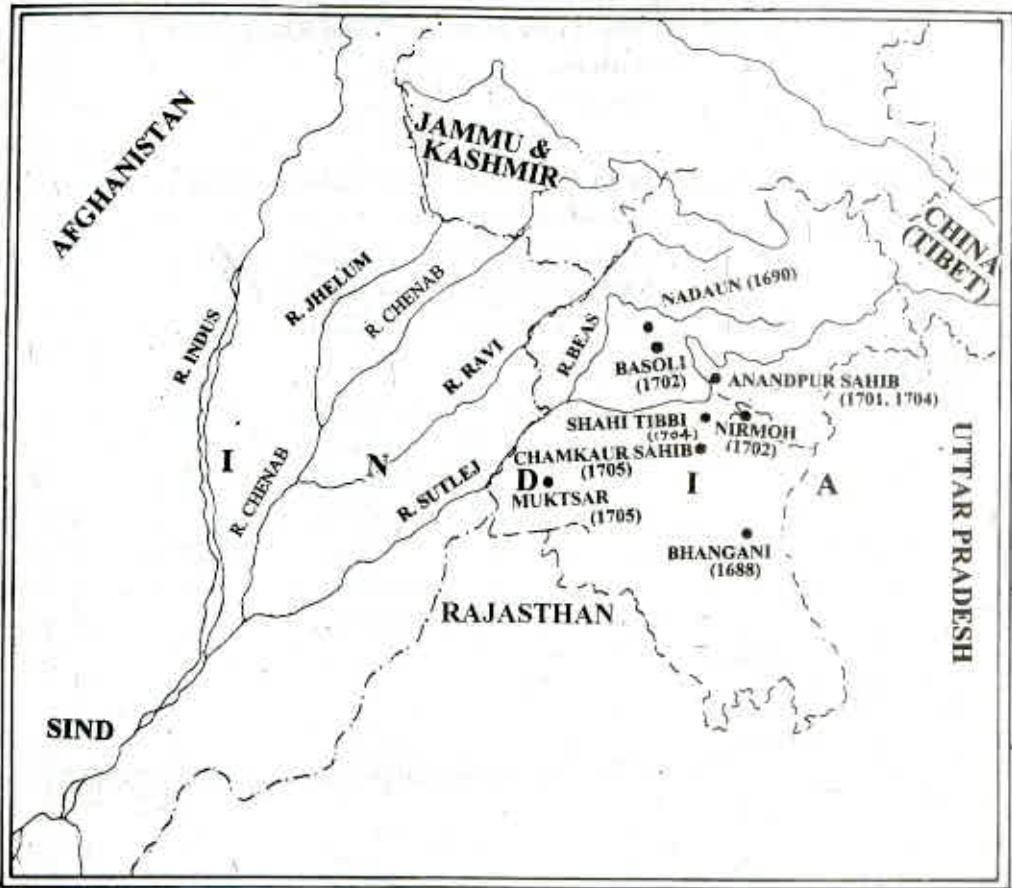 AFGHANISTAN
JAMMU &
KASHMIR
CHINA
(TIBET)
R. INDUS
R. JHELUM
R. CHENAB
R. RAVI
R.BEAS
NADAUN (1690)
BASOLI
(1702)
ANANDPUR SAHIB
(1701, 1704)
SHAHI TIBBI
(1704)
NIRMOH
(1702)
CHAMKAUR SAHIB
(1705)
I N D I A
R. CHENAB
R. SUTLEJ
MUKTSAR
(1705)
BHANGANI
(1688)
UTTAR PRADESH
RAJASTHAN
SIND